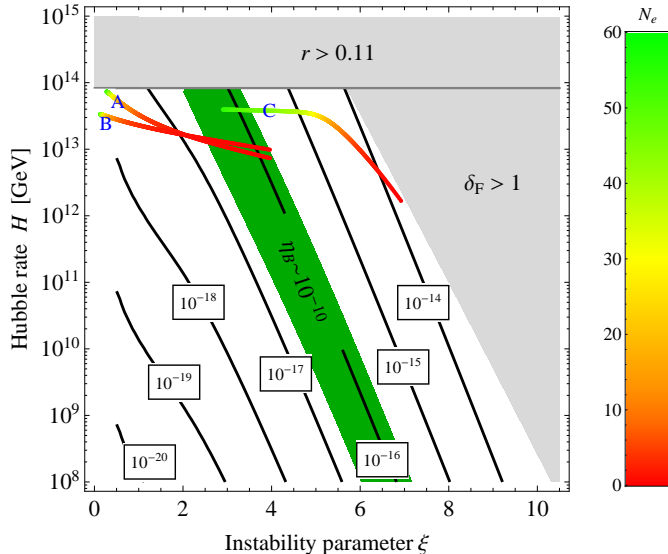 N_e
10^15
10^14
10^13
10^12
10^11
10^10
10^9
10^8
Hubble rate H [GeV]
r > 0.11
A
B
C
δ_F > 1
η_B~10^-10
10^-18
10^-14
10^-19
10^-17
10^-15
10^-20
10^-16
0 2 4 6 8 10
Instability parameter ξ
60
50
40
30
20
10
0